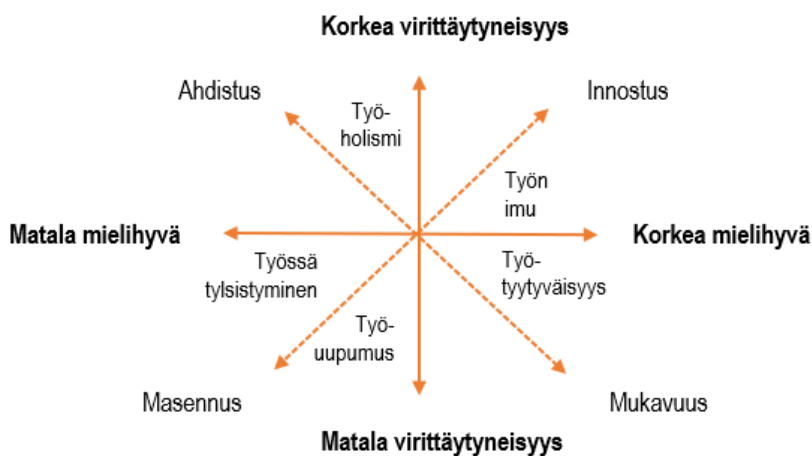 Korkea virittäytyneisyys
Ahdistus
Innostus
Työ-
holismi
Työn
imu
Matala mielihyvä
Korkea mielihyvä
Työssä
tylsistyminen
Työ-
tyytyväisyys
Työ-
uupumus
Masennus
Mukavuus
Matala virittäytyneisyys